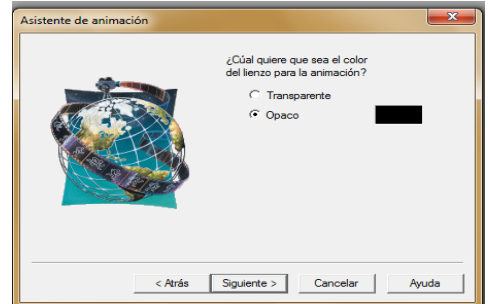 Asistente de animación
¿Cúal quiere que sea el color
del lienzo para la animación?
Transparente
Opaco
< Atrás
Siguiente >
Cancelar
Ayuda